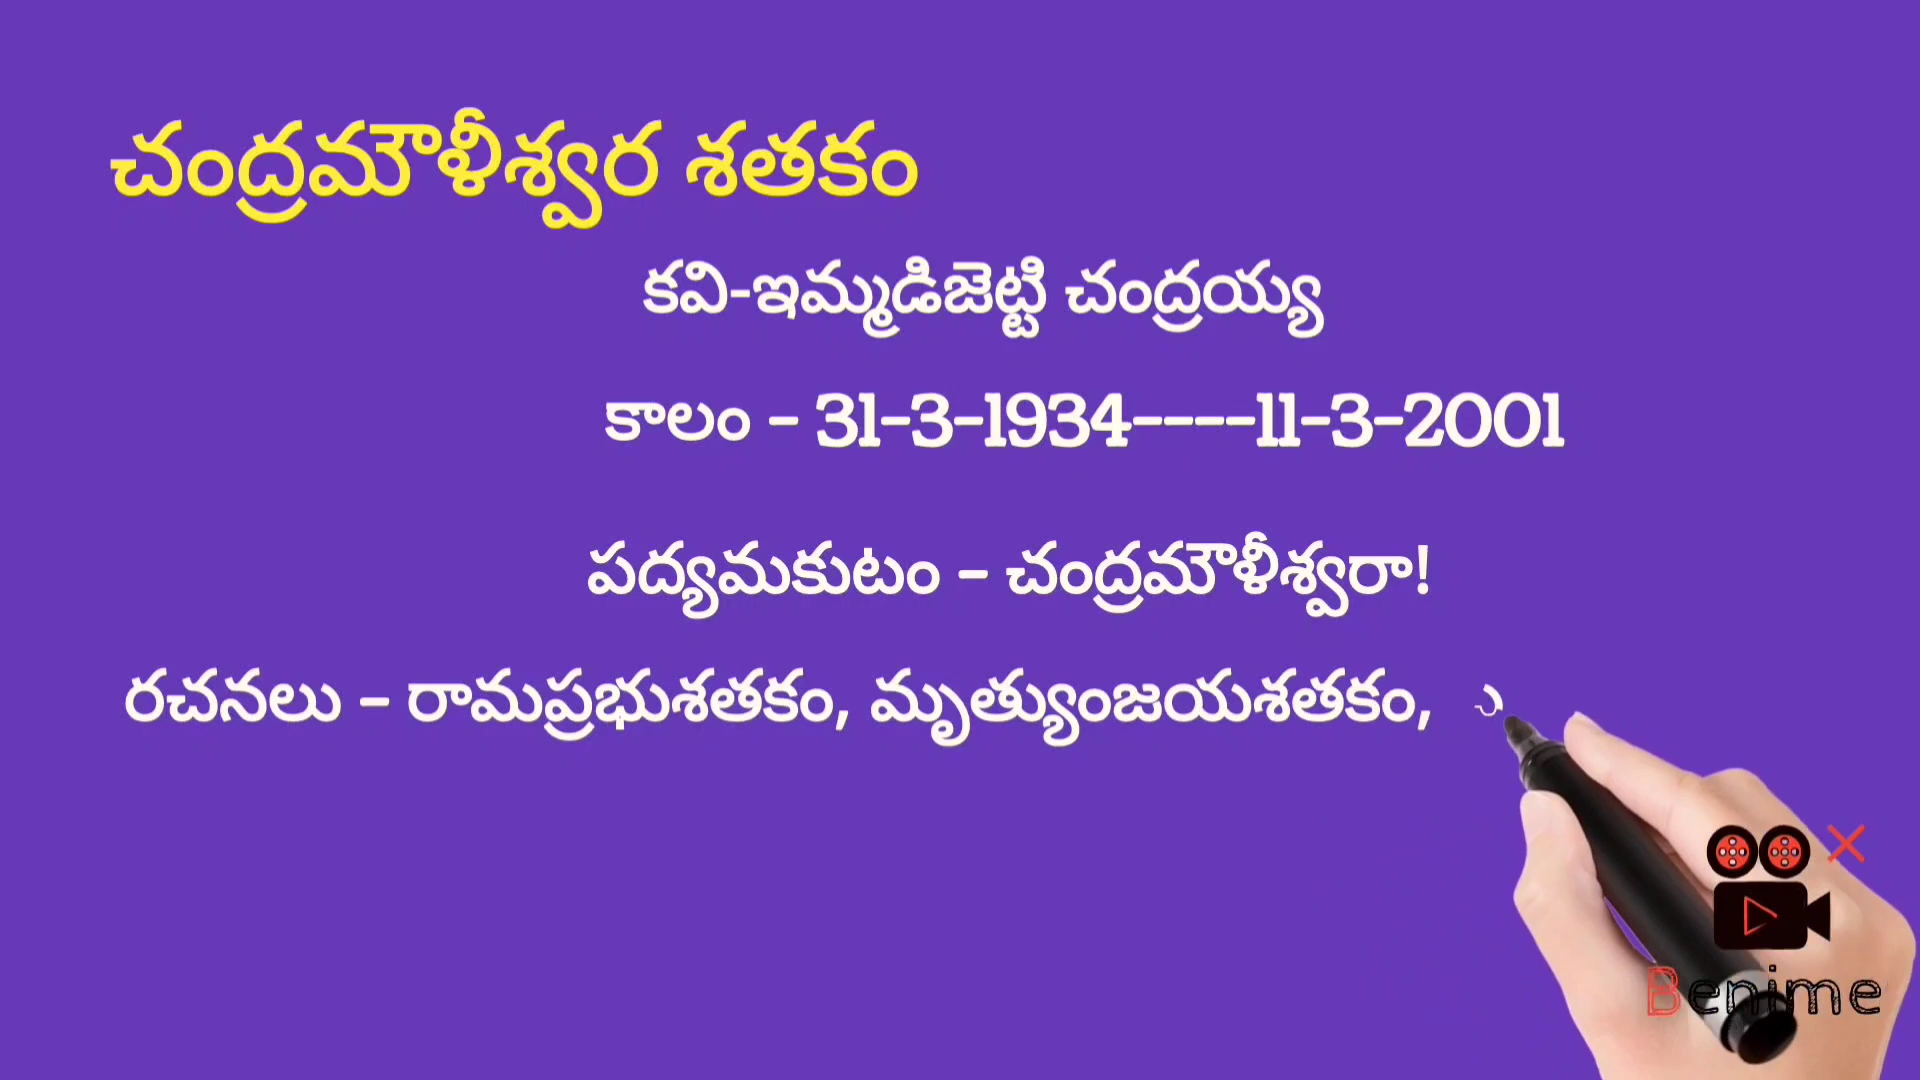 చంద్రమౌళీశ్వర శతకం
కవి-ఇమ్మడిజెట్టి చంద్రయ్య
కాలం - 31-3-1934----11-3-2001
పద్యమకుటం - చంద్రమౌళీశ్వరా!
రచనలు - రామప్రభుశతకం, మృత్యుంజయశతకం,
Benime